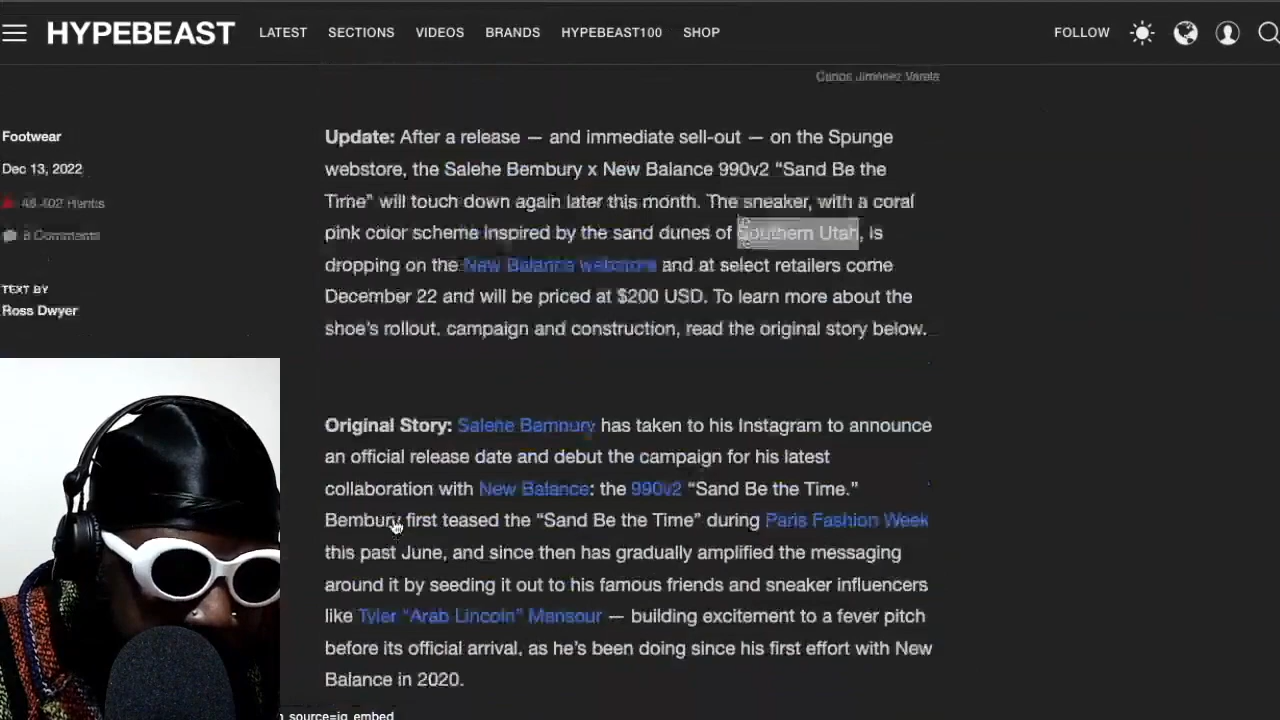 HYPEBEAST LATEST SECTIONS VIDEOS BRANDS HYPEBEAST100 SHOP FOLLOW
Carlos Jiménez Varela
Footwear
Dec 13, 2022
Hypes
8 Comments
TEXT BY
Ross Dwyer
Update: After a release — and immediate sell-out — on the Spunge
webstore, the Salehe Bembury x New Balance 990v2 “Sand Be the
Time” will touch down again later this month. The sneaker, with a coral
pink color scheme inspired by the sand dunes of Southern Utah, is
dropping on the New Balance webstore and at select retailers come
December 22 and will be priced at $200 USD. To learn more about the
shoe’s rollout, campaign and construction, read the original story below.
Original Story: Salehe Bembury has taken to his Instagram to announce
an official release date and debut the campaign for his latest
collaboration with New Balance: the 990v2 “Sand Be the Time.”
Bembury first teased the “Sand Be the Time” during Paris Fashion Week
this past June, and since then has gradually amplified the messaging
around it by seeding it out to his famous friends and sneaker influencers
like Tyler “Arab Lincoln” Mansour — building excitement to a fever pitch
before its official arrival, as he’s been doing since his first effort with New
Balance in 2020.
source=ig_embed